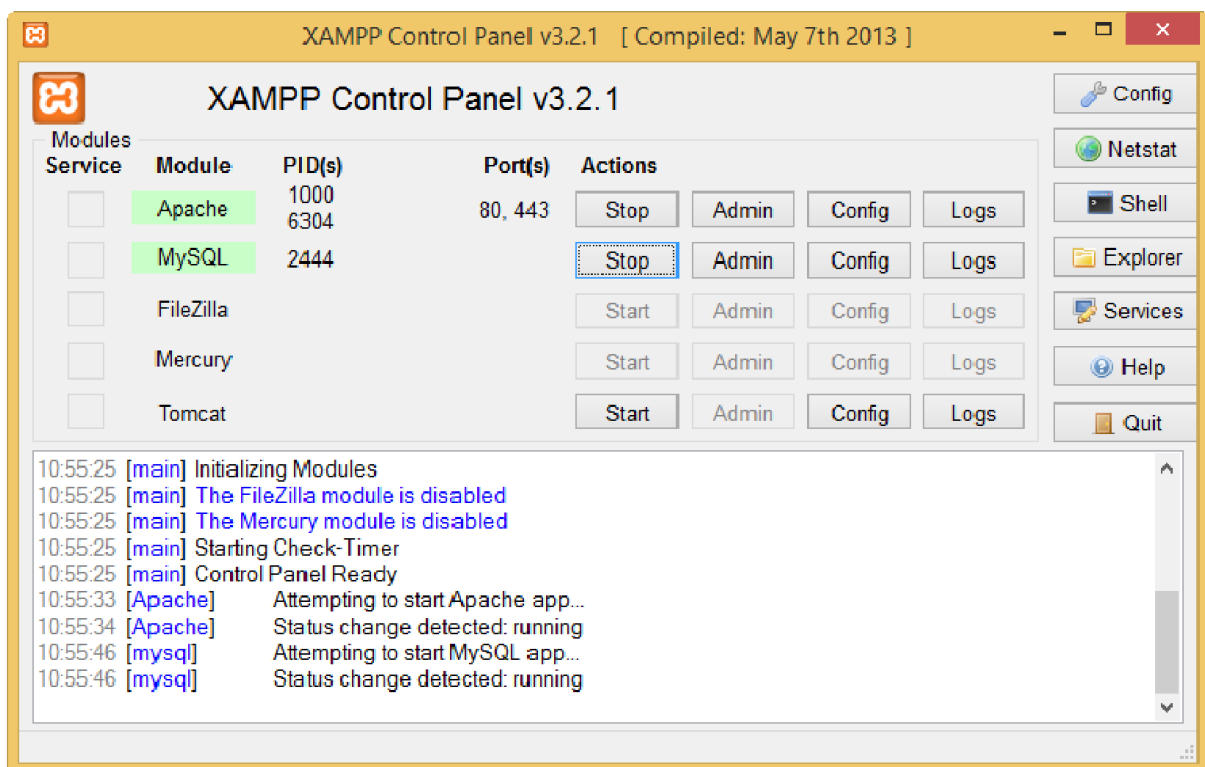 XAMPP Control Panel v3.2.1 [ Compiled: May 7th 2013 ]
XAMPP Control Panel v3.2.1
Config
Modules
Netstat
Service Module PID(s) Port(s) Actions
Apache 1000 6304 80, 443 Stop Admin Config Logs
Shell
MySQL 2444 Stop Admin Config Logs
Explorer
FileZilla Start Admin Config Logs
Services
Mercury Start Admin Config Logs
Help
Tomcat Start Admin Config Logs
Quit
10:55:25 [main] Initializing Modules
10:55:25 [main] The FileZilla module is disabled
10:55:25 [main] The Mercury module is disabled
10:55:25 [main] Starting Check-Timer
10:55:25 [main] Control Panel Ready
10:55:33 [Apache] Attempting to start Apache app...
10:55:34 [Apache] Status change detected: running
10:55:46 [mysql] Attempting to start MySQL app...
10:55:46 [mysql] Status change detected: running